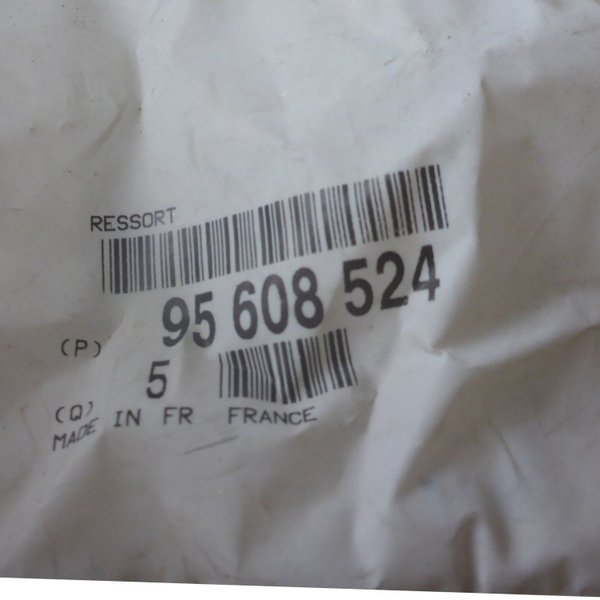 RESSORT
(P) 95 608 524
(Q) 5
MADE IN FR FRANCE